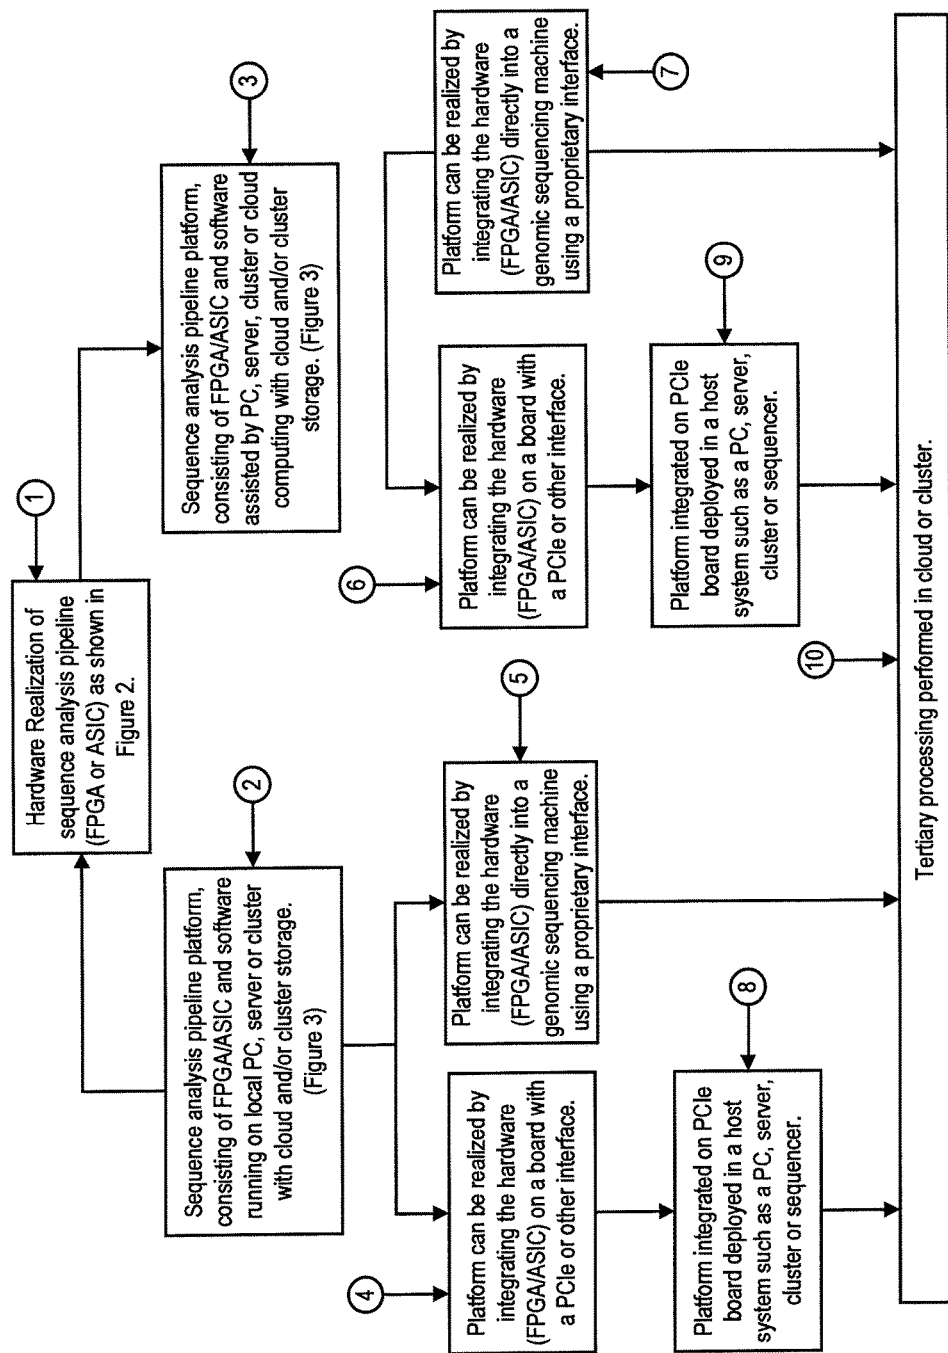 1
Hardware Realization of
sequence analysis pipeline
(FPGA or ASIC) as shown in
Figure 2.
2
Sequence analysis pipeline platform,
consisting of FPGA/ASIC and software
running on local PC, server or cluster
with cloud and/or cluster storage.
(Figure 3)
3
Sequence analysis pipeline platform,
consisting of FPGA/ASIC and software
assisted by PC, server, cluster or cloud
computing with cloud and/or cluster
storage. (Figure 3)
4
Platform can be realized by
integrating the hardware
(FPGA/ASIC) on a board with
a PCIe or other interface.
5
Platform can be realized by
integrating the hardware
(FPGA/ASIC) directly into a
genomic sequencing machine
using a proprietary interface.
6
Platform can be realized by
integrating the hardware
(FPGA/ASIC) on a board with
a PCIe or other interface.
7
Platform can be realized by
integrating the hardware
(FPGA/ASIC) directly into a
genomic sequencing machine
using a proprietary interface.
8
Platform integrated on PCIe
board deployed in a host
system such as a PC, server,
cluster or sequencer.
9
Platform integrated on PCIe
board deployed in a host
system such as a PC, server,
cluster or sequencer.
10
Tertiary processing performed in cloud or cluster.